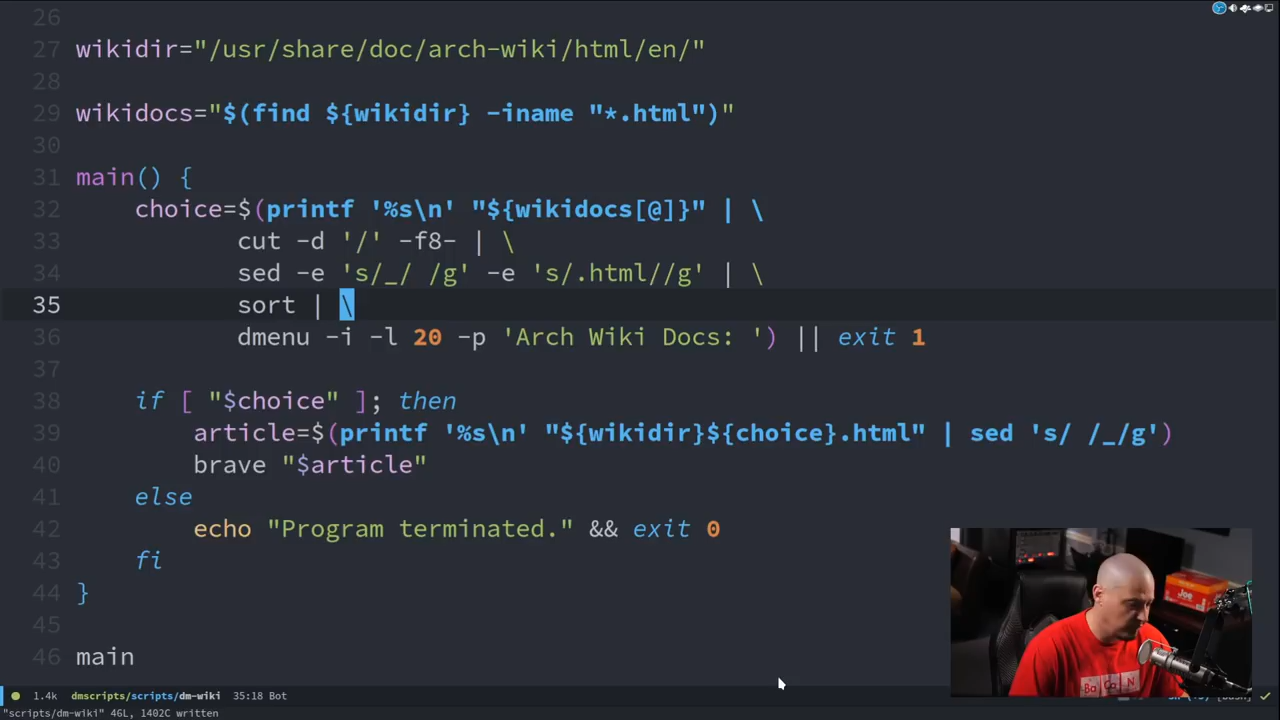 26
27 wikidir="/usr/share/doc/arch-wiki/html/en/"
28
29 wikidocs="$(find ${wikidir} -iname "*.html")"
30
31 main() {
32     choice=$(printf '%s\n' "${wikidocs[@]}" | \
33            cut -d '/' -f8- | \
34            sed -e 's/_/ /g' -e 's/.html//g' | \
35            sort | \
36            dmenu -i -l 20 -p 'Arch Wiki Docs: ') || exit 1
37
38     if [ "$choice" ]; then
39         article=$(printf '%s\n' "${wikidir}${choice}.html" | sed 's/ /_/g')
40         brave "$article"
41     else
42         echo "Program terminated." && exit 0
43     fi
44 }
45
46 main
1.4k dmscripts/scripts/dm-wiki 35:18 Bot
"scripts/dm-wiki" 46L, 1402C written
Joe
Ba Co N